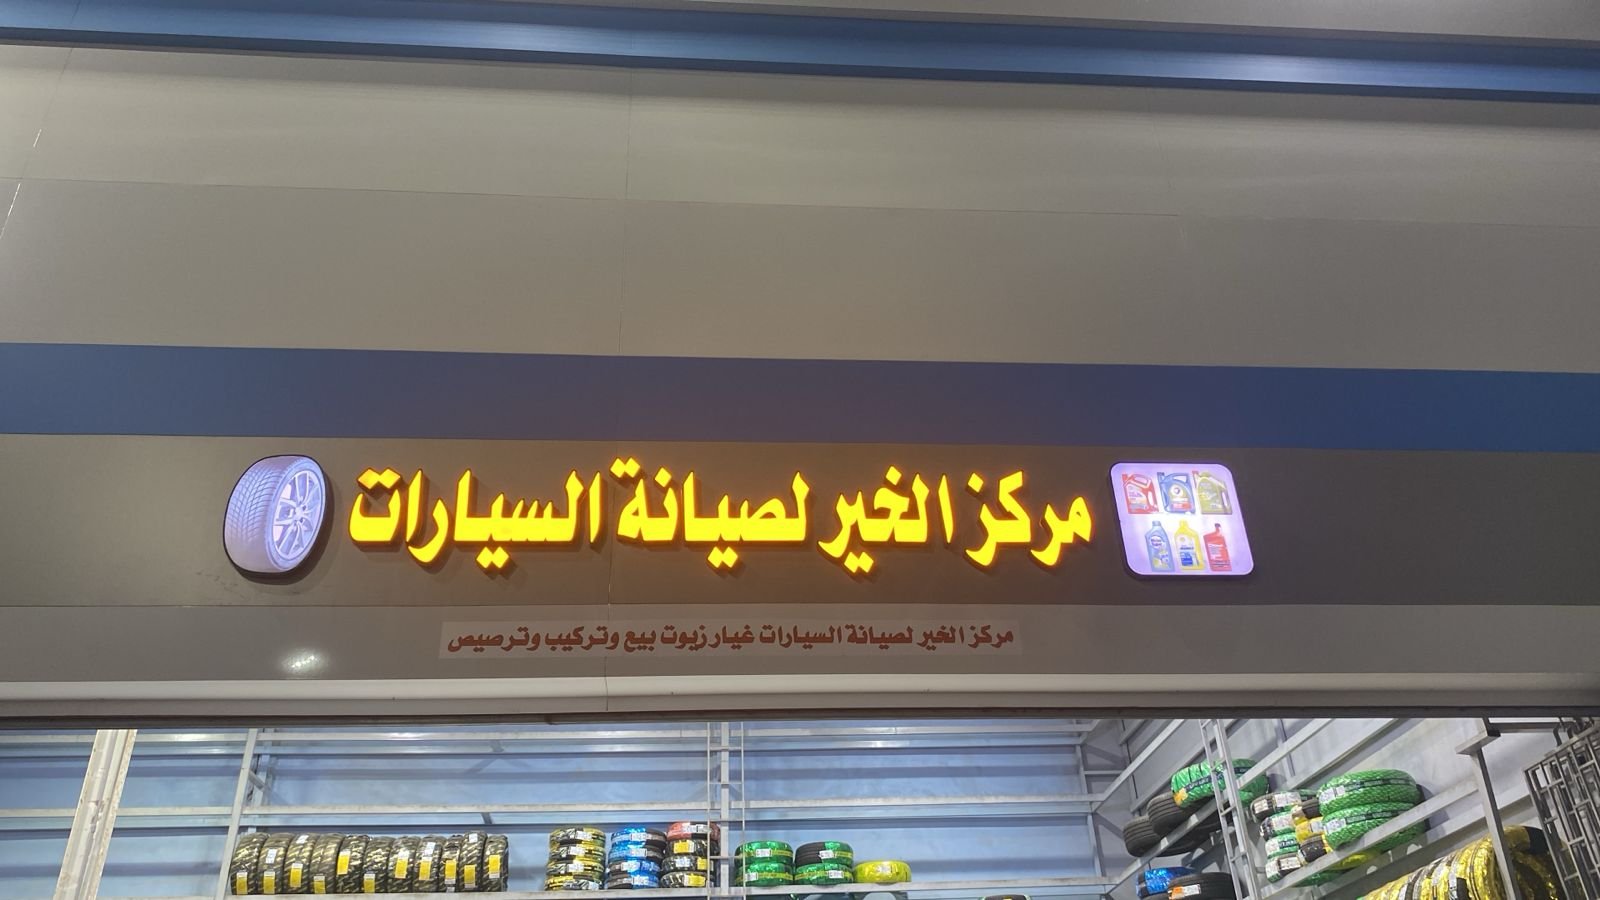 مركز الخير لصيانة السيارات
مركز الخير لصيانة السيارات غيار زيوت بيع وتركيب وترصيص